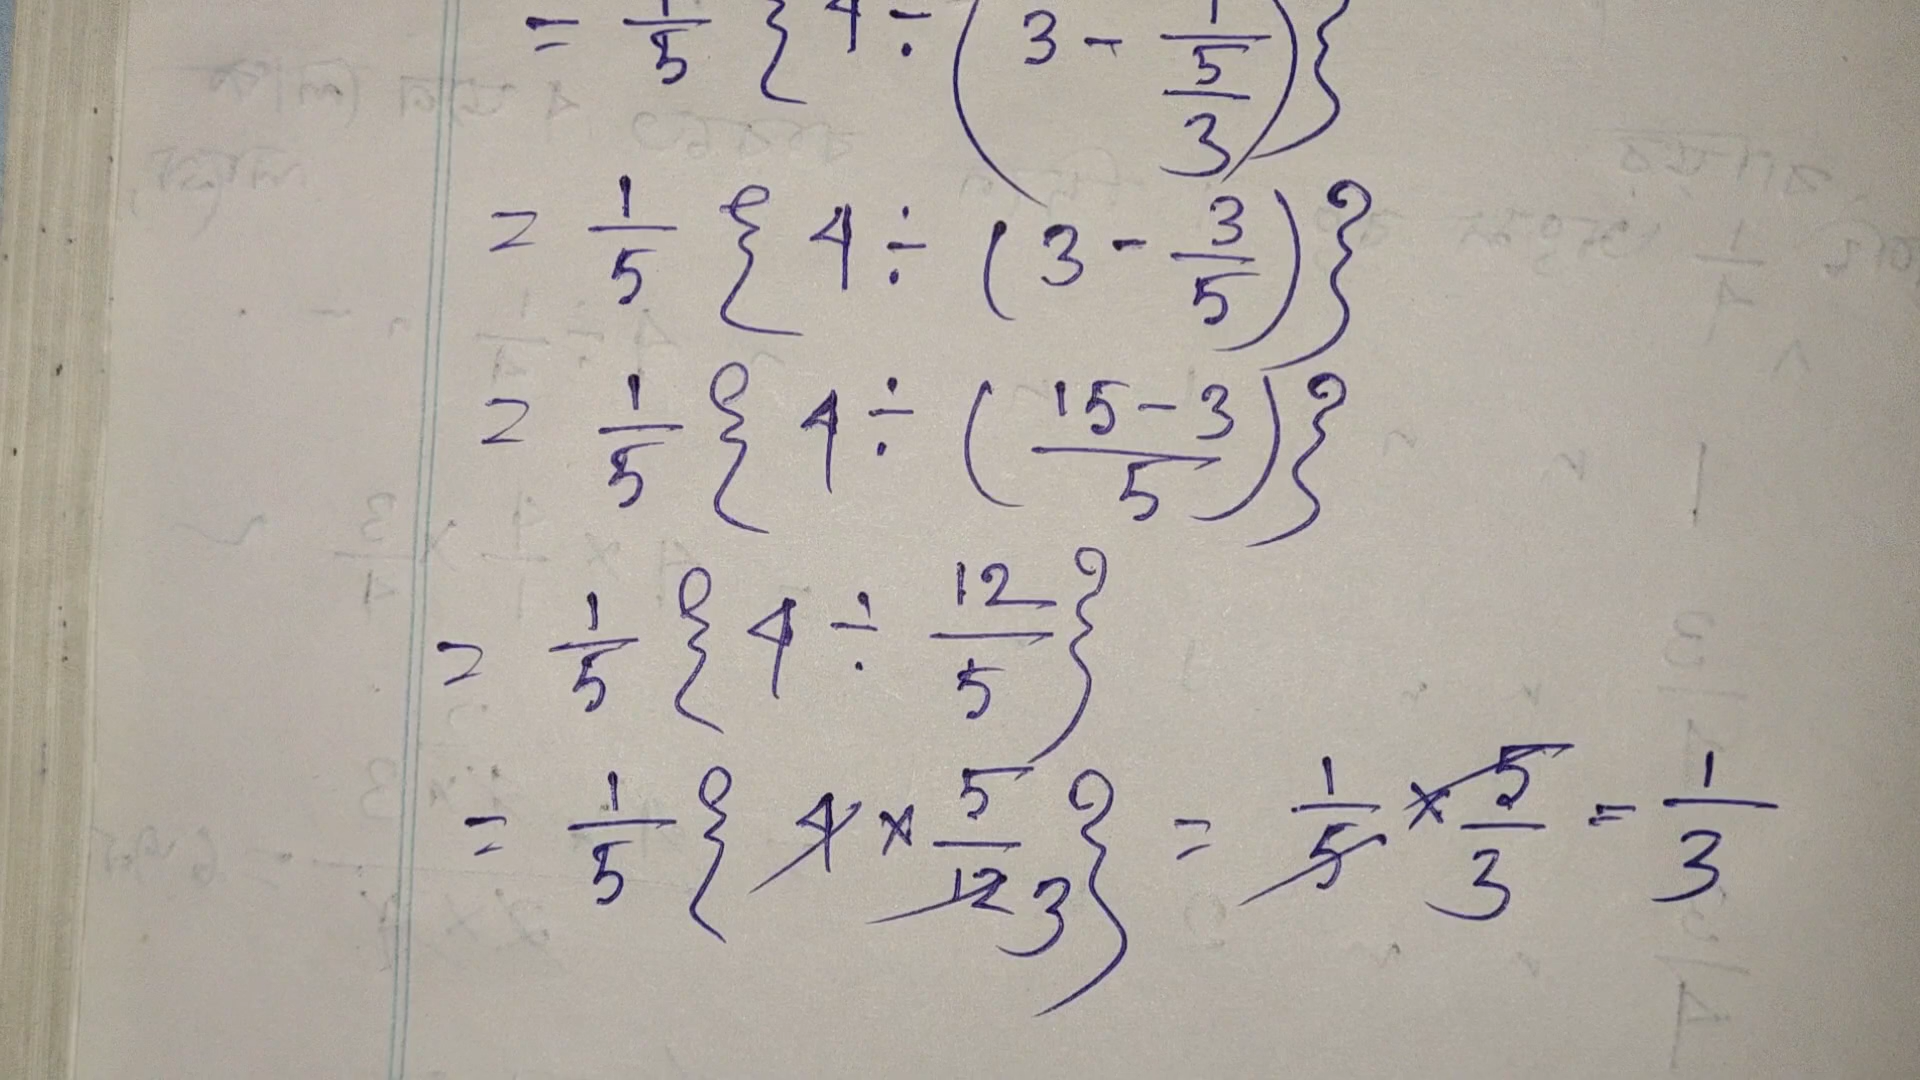 = 1/5 { 4 ÷ ( 3 - 1/(5/3) ) }
= 1/5 { 4 ÷ ( 3 - 3/5 ) }
= 1/5 { 4 ÷ ( (15-3)/5 ) }
= 1/5 { 4 ÷ 12/5 }
= 1/5 { 4 × 5/12 3 } = 1/5 × 5/3 = 1/3